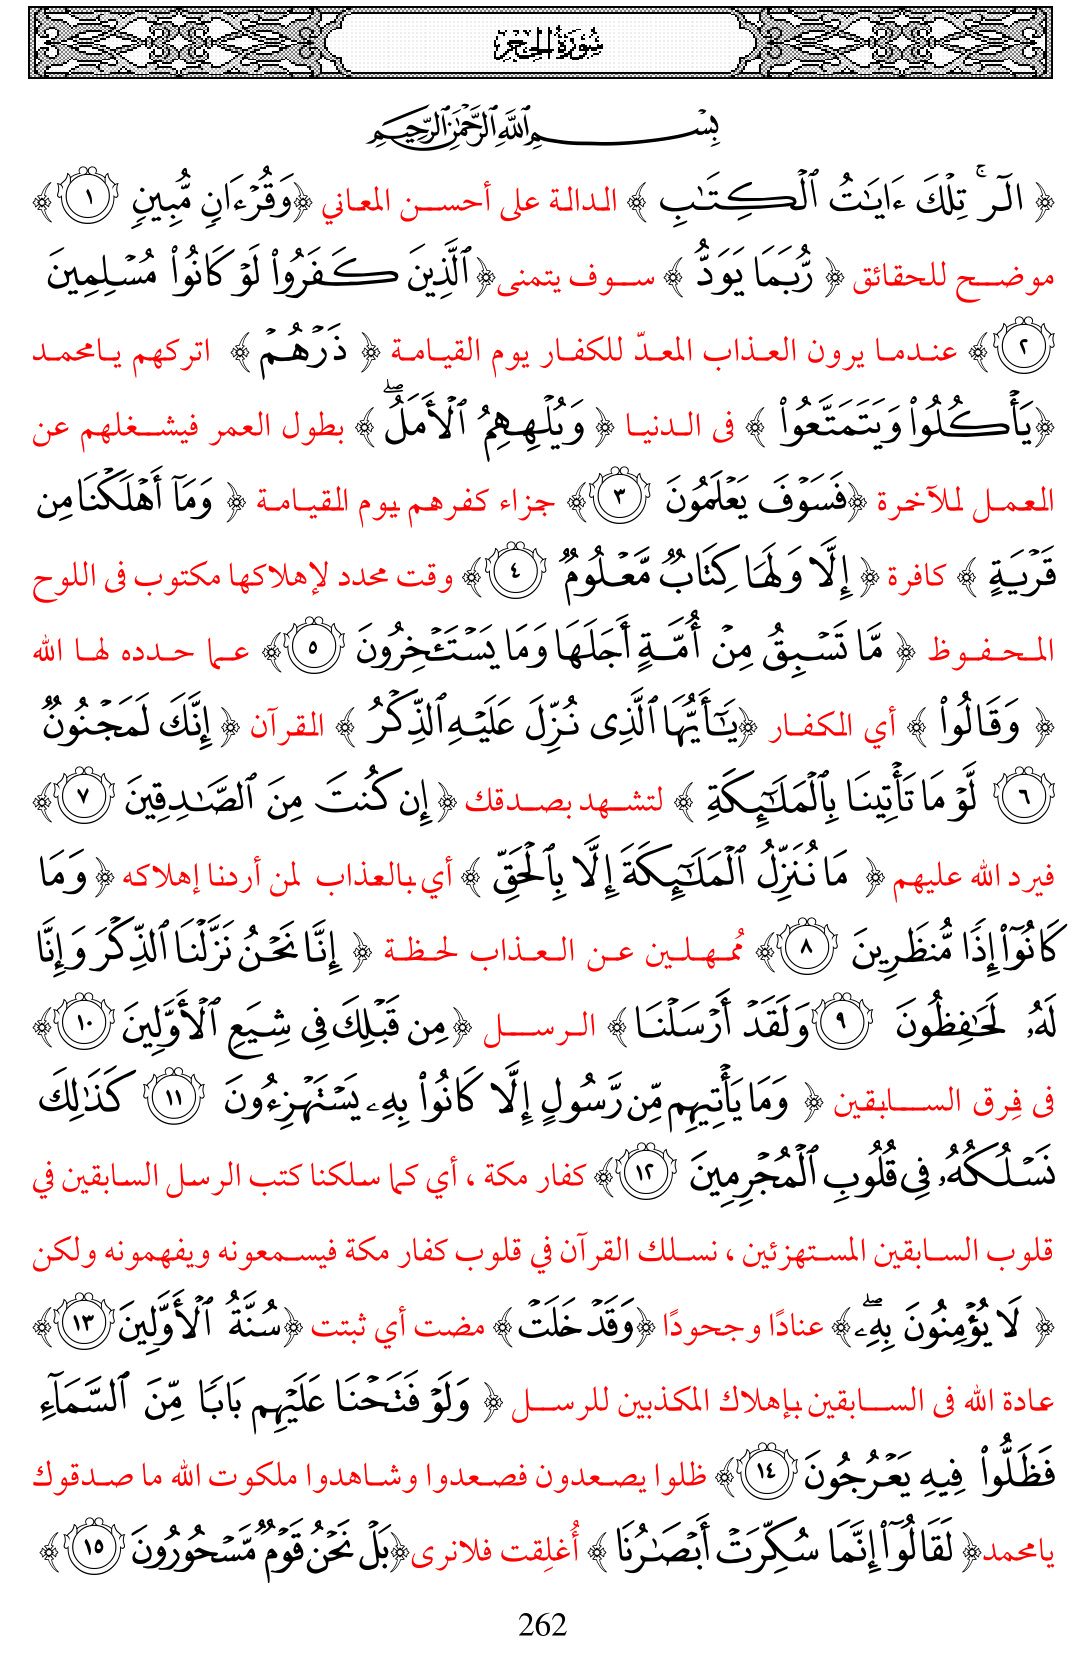 سُورَةُ الحِجْرِ
بِسْمِ اللَّهِ الرَّحْمَٰنِ الرَّحِيمِ
﴿ الٓرۚ تِلْكَ ءَايَٰتُ ٱلْكِتَٰبِ ﴾ الدالة على أحسن المعاني ﴿وَقُرْءَانٍ مُّبِينٍ ١﴾
موضح للحقائق ﴿ رُّبَمَا يَوَدُّ ﴾ سوف يتمنى﴿ٱلَّذِينَ كَفَرُوا۟ لَوْ كَانُوا۟ مُسْلِمِينَ
٢﴾ عندما يرون العذاب المعدّ للكفار يوم القيامة ﴿ ذَرْهُمْ ﴾ اتركهم يامحمد
﴿يَأْكُلُوا۟ وَيَتَمَتَّعُوا۟ ﴾ فى الدنيا ﴿ وَيُلْهِهِمُ ٱلْأَمَلُۖ ﴾ بطول العمر فيشغلهم عن
العمل للآخرة ﴿فَسَوْفَ يَعْلَمُونَ ٣﴾ جزاء كفرهم يوم القيامة ﴿ وَمَآ أَهْلَكْنَا مِن
قَرْيَةٍ ﴾ كافرة ﴿ إِلَّا وَلَهَا كِتَابٌ مَّعْلُومٌ ٤﴾ وقت محدد لإهلاكها مكتوب فى اللوح
المحفوظ ﴿ مَّا تَسْبِقُ مِنْ أُمَّةٍ أَجَلَهَا وَمَا يَسْتَـْٔخِرُونَ ٥﴾ عما حدده لها الله
﴿ وَقَالُوا۟ ﴾ أي الكفار ﴿يَٰٓأَيُّهَا ٱلَّذِى نُزِّلَ عَلَيْهِ ٱلذِّكْرُ ﴾ القرآن ﴿ إِنَّكَ لَمَجْنُونٌ
٦ لَّوْ مَا تَأْتِينَا بِٱلْمَلَٰٓئِكَةِ ﴾ لتشهد بصدقك ﴿ إِن كُنتَ مِنَ ٱلصَّٰدِقِينَ ٧﴾
فيرد الله عليهم ﴿ مَا نُنَزِّلُ ٱلْمَلَٰٓئِكَةَ إِلَّا بِٱلْحَقِّ ﴾ أي بالعذاب لمن أردنا إهلاكه ﴿ وَمَا
كَانُوٓا۟ إِذًا مُّنظَرِينَ ٨﴾ مُمهلين عن العذاب لحظة ﴿ إِنَّا نَحْنُ نَزَّلْنَا ٱلذِّكْرَ وَإِنَّا
لَهُۥ لَحَٰفِظُونَ ٩ وَلَقَدْ أَرْسَلْنَا﴾ الرسل ﴿مِن قَبْلِكَ فِى شِيَعِ ٱلْأَوَّلِينَ ١٠﴾
فى فِرق السابقين ﴿ وَمَا يَأْتِيهِم مِّن رَّسُولٍ إِلَّا كَانُوا۟ بِهِۦ يَسْتَهْزِءُونَ ١١ كَذَٰلِكَ
نَسْلُكُهُۥ فِى قُلُوبِ ٱلْمُجْرِمِينَ ١٢﴾ كفار مكة ، أي كما سلكنا كتب الرسل السابقين في
قلوب السابقين المستهزئين ، نسلك القرآن في قلوب كفار مكة فيسمعونه ويفهمونه ولكن
﴿ لَا يُؤْمِنُونَ بِهِۦۖ ﴾ عنادًا وجحودًا ﴿وَقَدْ خَلَتْ﴾ مضت أي ثبتت ﴿سُنَّةُ ٱلْأَوَّلِينَ ١٣﴾
عادة الله فى السابقين بإهلاك المكذبين للرسل ﴿ وَلَوْ فَتَحْنَا عَلَيْهِم بَابًا مِّنَ ٱلسَّمَآءِ
فَظَلُّوا۟ فِيهِ يَعْرُجُونَ ١٤﴾ ظلوا يصعدون فصعدوا وشاهدوا ملكوت الله ما صدقوك
يامحمد﴿ لَقَالُوٓا۟ إِنَّمَا سُكِّرَتْ أَبْصَٰرُنَا ﴾ أُغلِقت فلانرى﴿بَلْ نَحْنُ قَوْمٌ مَّسْحُورُونَ ١٥ ﴾
262